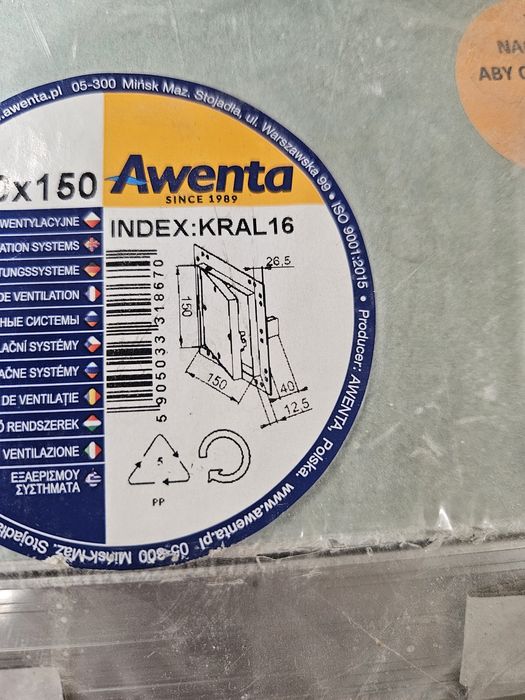 .awenta.pl 05-300 Mińsk Maz. Stojadła, ul. Warszawska 99 • ISO 9001:2015 • Producer: AWENTA, Polska, www.awenta.pl 05-300 Mińsk Maz. Stojadła
ABY
x150
Awenta
SINCE 1989
INDEX:KRAL16
WENTYLACYJNE
ATION SYSTEMS
TUNGSSYSTEME
DE VENTILATION
НЫЕ СИСТЕМЫ
LAČNÍ SYSTÉMY
AČNE SYSTÉMY
DE VENTILAȚIE
Ő RENDSZEREK
VENTILAZIONE
ΕΞΑΕΡΙΣΜΟΥ
ΣΥΣΤΗΜΑΤΑ
5 905033 318670
26,5
150
150
40
12,5
5
PP